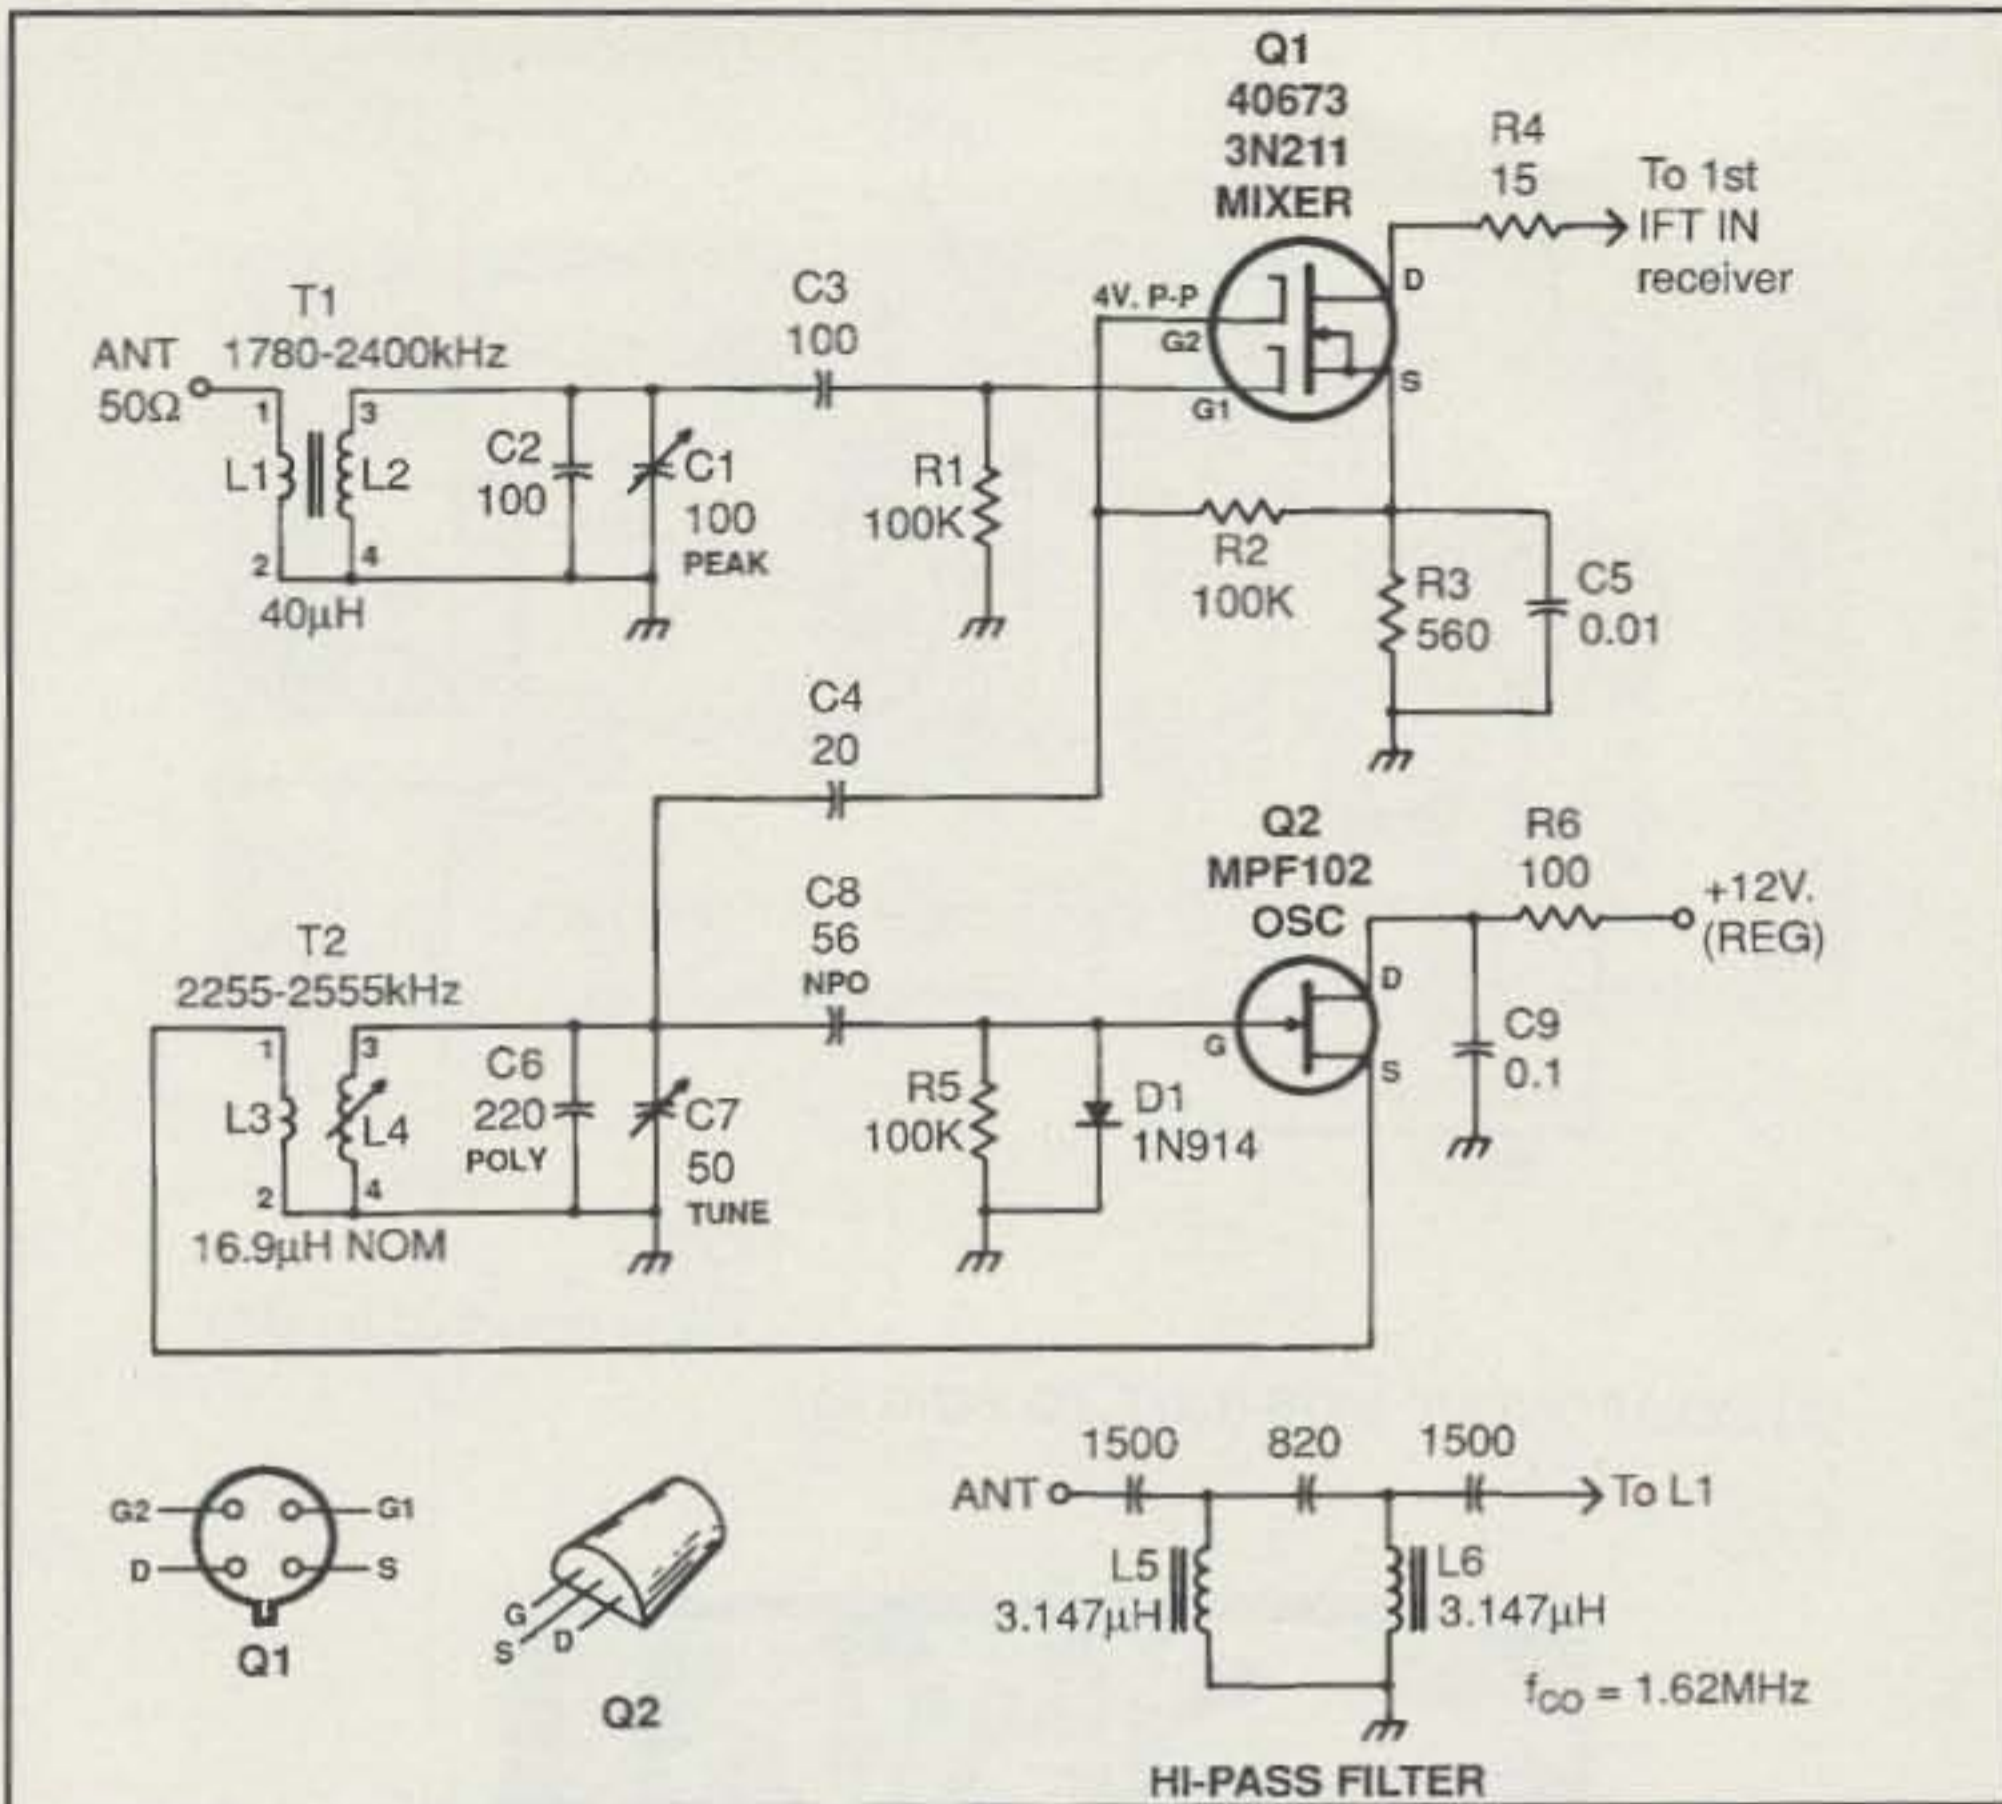 Q1
40673
3N211
MIXER
R4
15
To 1st
IFT IN
receiver
D
4V. P-P
G2
G1
S
C3
100
T1
1780-2400kHz
ANT
50Ω
1
3
L1
L2
2
4
40µH
C2
100
C1
100
PEAK
R1
100K
R2
100K
R3
560
C5
0.01
C4
20
Q2
MPF102
OSC
R6
100
+12V.
(REG)
C8
56
NPO
T2
2255-2555kHz
1
3
L3
L4
2
4
16.9µH NOM
C6
220
POLY
C7
50
TUNE
R5
100K
D1
1N914
G
D
S
C9
0.1
G2
G1
D
S
Q1
G
S
D
Q2
1500
820
1500
ANT
To L1
L5
3.147µH
L6
3.147µH
fCO = 1.62MHz
HI-PASS FILTER